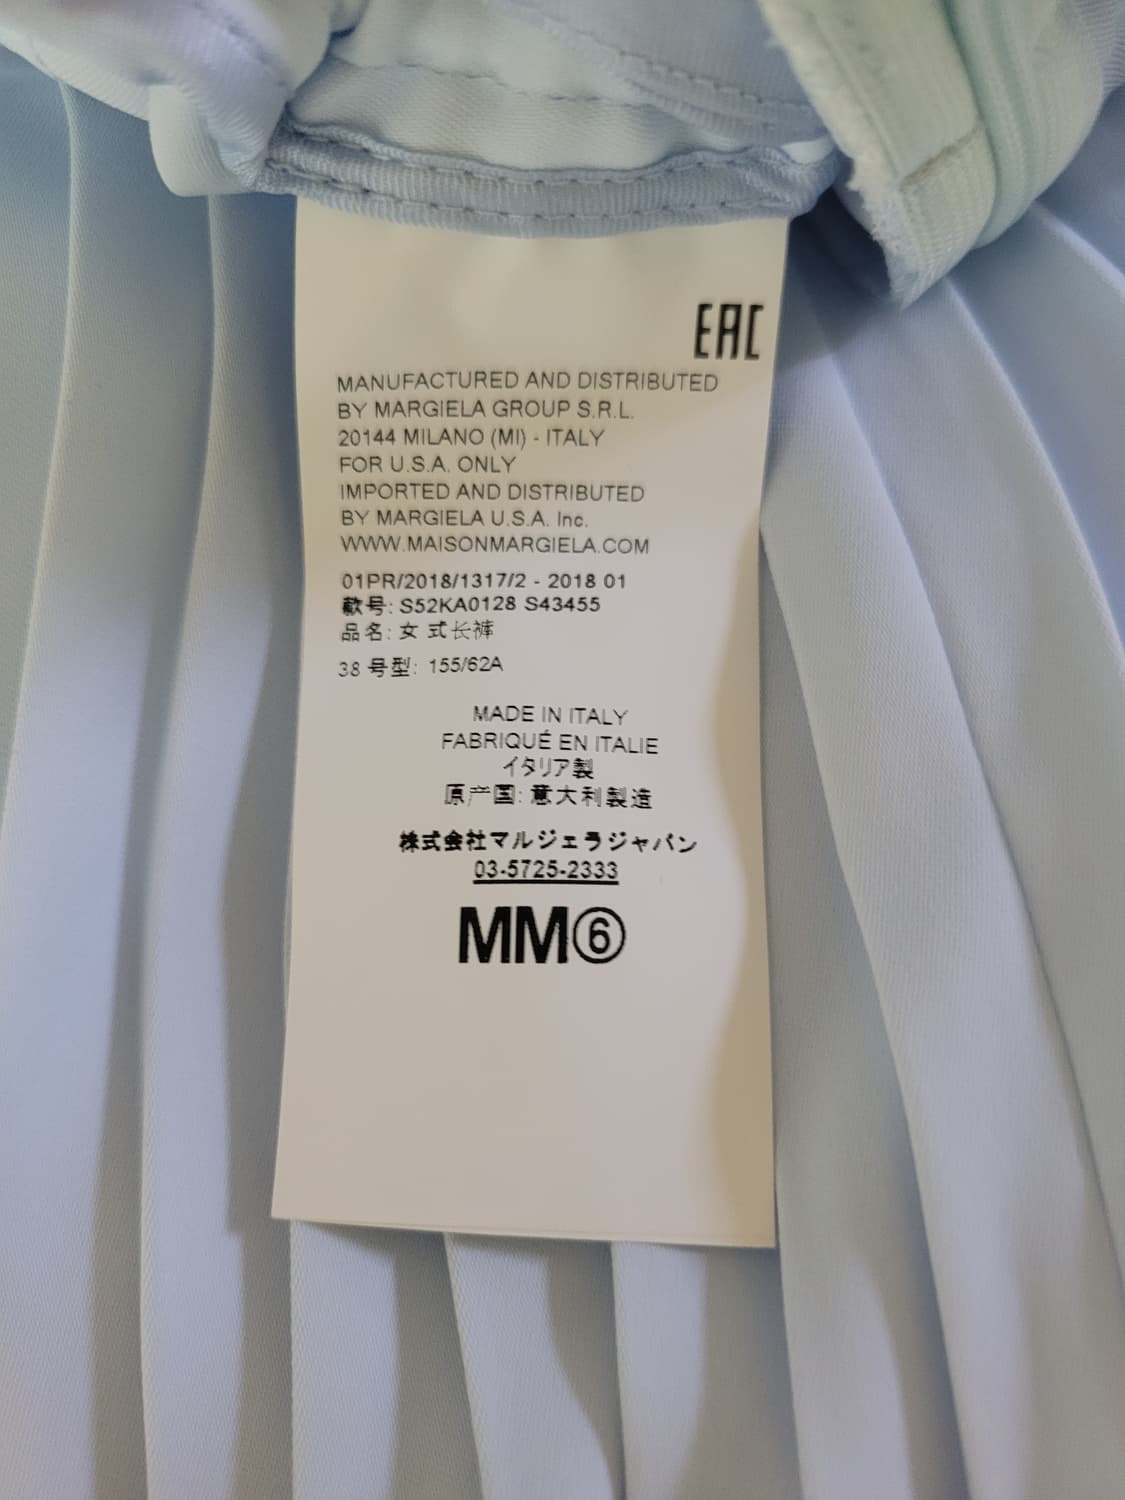 EAC
MANUFACTURED AND DISTRIBUTED
BY MARGIELA GROUP S.R.L.
20144 MILANO (MI) - ITALY
FOR U.S.A. ONLY
IMPORTED AND DISTRIBUTED
BY MARGIELA U.S.A. Inc.
WWW.MAISONMARGIELA.COM
01PR/2018/1317/2 - 2018 01
款号: S52KA0128 S43455
品名: 女式长裤
38 号型: 155/62A
MADE IN ITALY
FABRIQUÉ EN ITALIE
イタリア製
原产国: 意大利製造
株式会社マルジェラジャパン
03-5725-2333
MM⑥